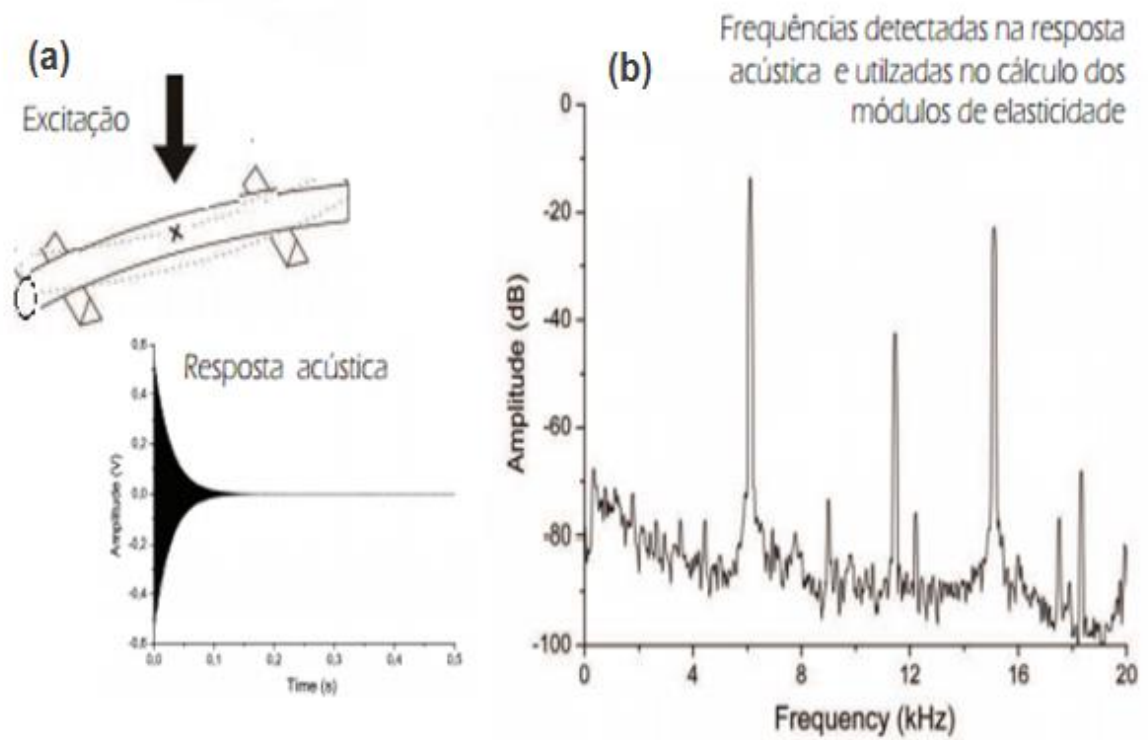 (a)
Excitação
x
Resposta acústica
0,6
0,4
0,2
0,0
-0,2
-0,4
-0,6
Amplitude (V)
0,0 0,1 0,2 0,3 0,4 0,5
Time (s)
(b)
Frequências detectadas na resposta
acústica e utilzadas no cálculo dos
módulos de elasticidade
0
-20
-40
-60
-80
-100
Amplitude (dB)
0 4 8 12 16 20
Frequency (kHz)